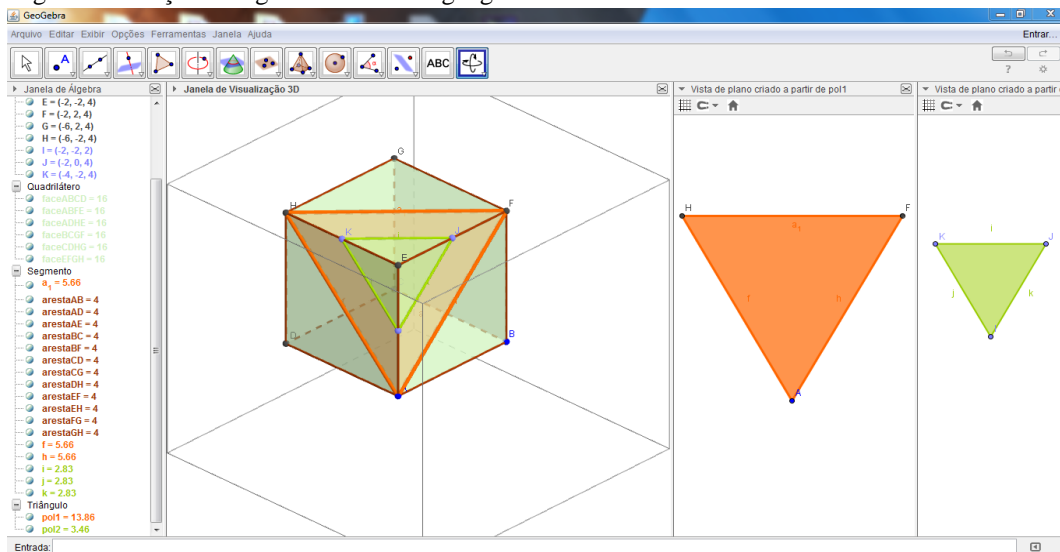 GeoGebra
Arquivo Editar Exibir Opções Ferramentas Janela Ajuda
Entrar...
ABC
Janela de Álgebra
E = (-2, -2, 4)
F = (-2, 2, 4)
G = (-6, 2, 4)
H = (-6, -2, 4)
I = (-2, -2, 2)
J = (-2, 0, 4)
K = (-4, -2, 4)
Quadrilátero
faceABCD = 16
faceABFE = 16
faceADHE = 16
faceBCGF = 16
faceCDHG = 16
faceEFGH = 16
Segmento
a1 = 5.66
arestaAB = 4
arestaAD = 4
arestaAE = 4
arestaBC = 4
arestaBF = 4
arestaCD = 4
arestaCG = 4
arestaDH = 4
arestaEF = 4
arestaEH = 4
arestaFG = 4
arestaGH = 4
f = 5.66
h = 5.66
i = 2.83
j = 2.83
k = 2.83
Triângulo
pol1 = 13.86
pol2 = 3.46
Janela de Visualização 3D
G
H
F
K
J
E
D
B
Vista de plano criado a partir de pol1
H
F
a1
f
h
A
Vista de plano criado a partir
K
i
J
j
k
Entrada: